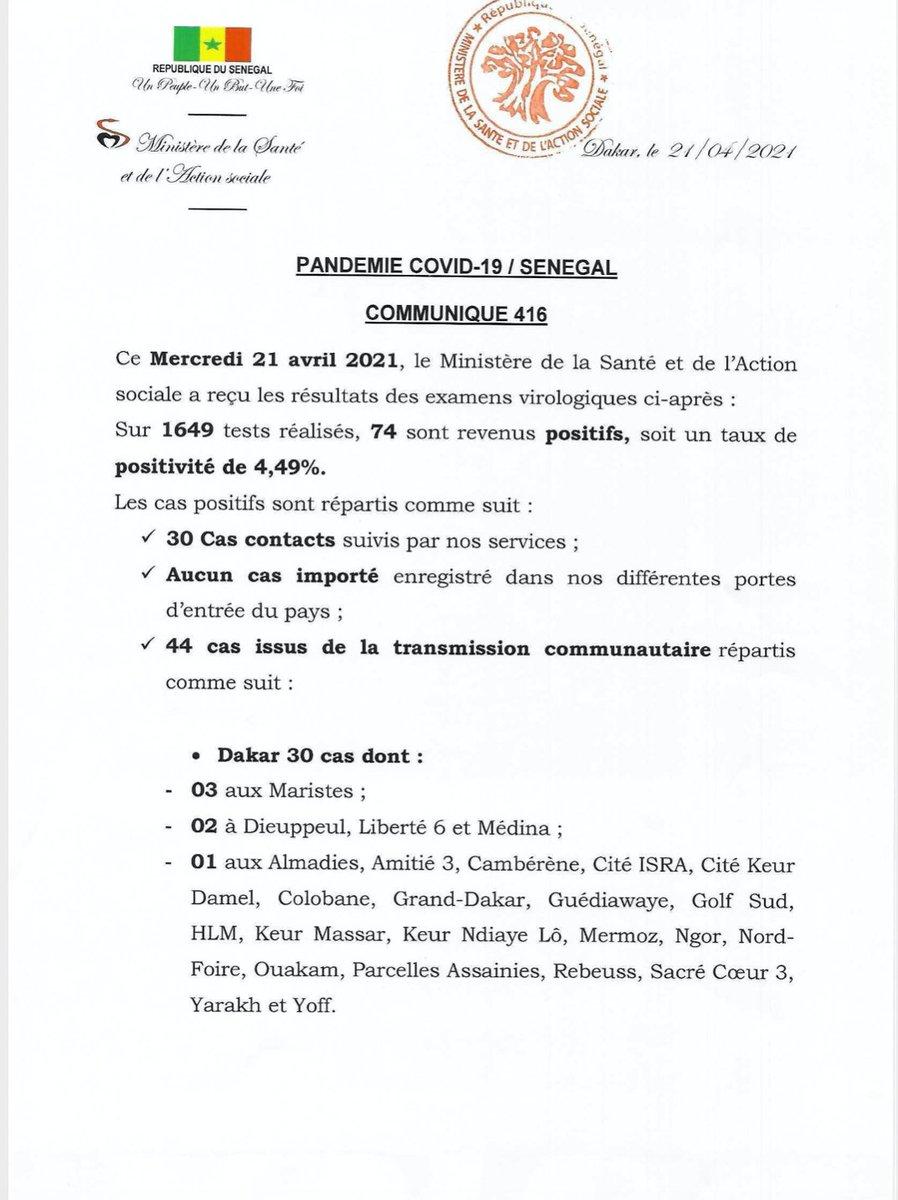 REPUBLIQUE DU SENEGAL
Un Peuple-Un But-Une Foi
Ministère de la Santé
et de l'Action sociale
République Sénégal
MINISTERE DE LA SANTE ET DE L'ACTION SOCIALE
Dakar, le 21/04/2021
PANDEMIE COVID-19 / SENEGAL
COMMUNIQUE 416
Ce Mercredi 21 avril 2021, le Ministère de la Santé et de l'Action
sociale a reçu les résultats des examens virologiques ci-après :
Sur 1649 tests réalisés, 74 sont revenus positifs, soit un taux de
positivité de 4,49%.
Les cas positifs sont répartis comme suit :
✓ 30 Cas contacts suivis par nos services ;
✓ Aucun cas importé enregistré dans nos différentes portes
d'entrée du pays ;
✓ 44 cas issus de la transmission communautaire répartis
comme suit :
• Dakar 30 cas dont :
- 03 aux Maristes ;
- 02 à Dieuppeul, Liberté 6 et Médina ;
- 01 aux Almadies, Amitié 3, Cambérène, Cité ISRA, Cité Keur
Damel, Colobane, Grand-Dakar, Guédiawaye, Golf Sud,
HLM, Keur Massar, Keur Ndiaye Lô, Mermoz, Ngor, Nord-
Foire, Ouakam, Parcelles Assainies, Rebeuss, Sacré Cœur 3,
Yarakh et Yoff.